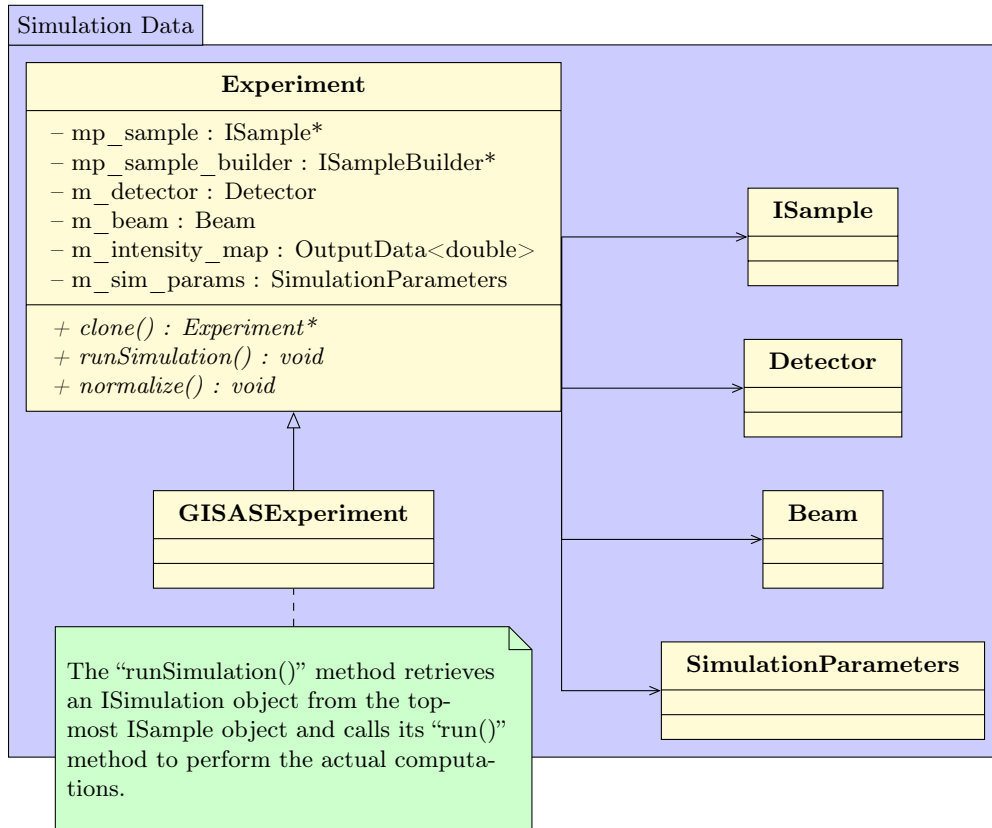 Simulation Data
Experiment
– mp_sample : ISample*
– mp_sample_builder : ISampleBuilder*
– m_detector : Detector
– m_beam : Beam
– m_intensity_map : OutputData<double>
– m_sim_params : SimulationParameters
+ clone() : Experiment*
+ runSimulation() : void
+ normalize() : void
ISample
Detector
GISASExperiment
Beam
SimulationParameters
The “runSimulation()” method retrieves
an ISimulation object from the top-
most ISample object and calls its “run()”
method to perform the actual computa-
tions.